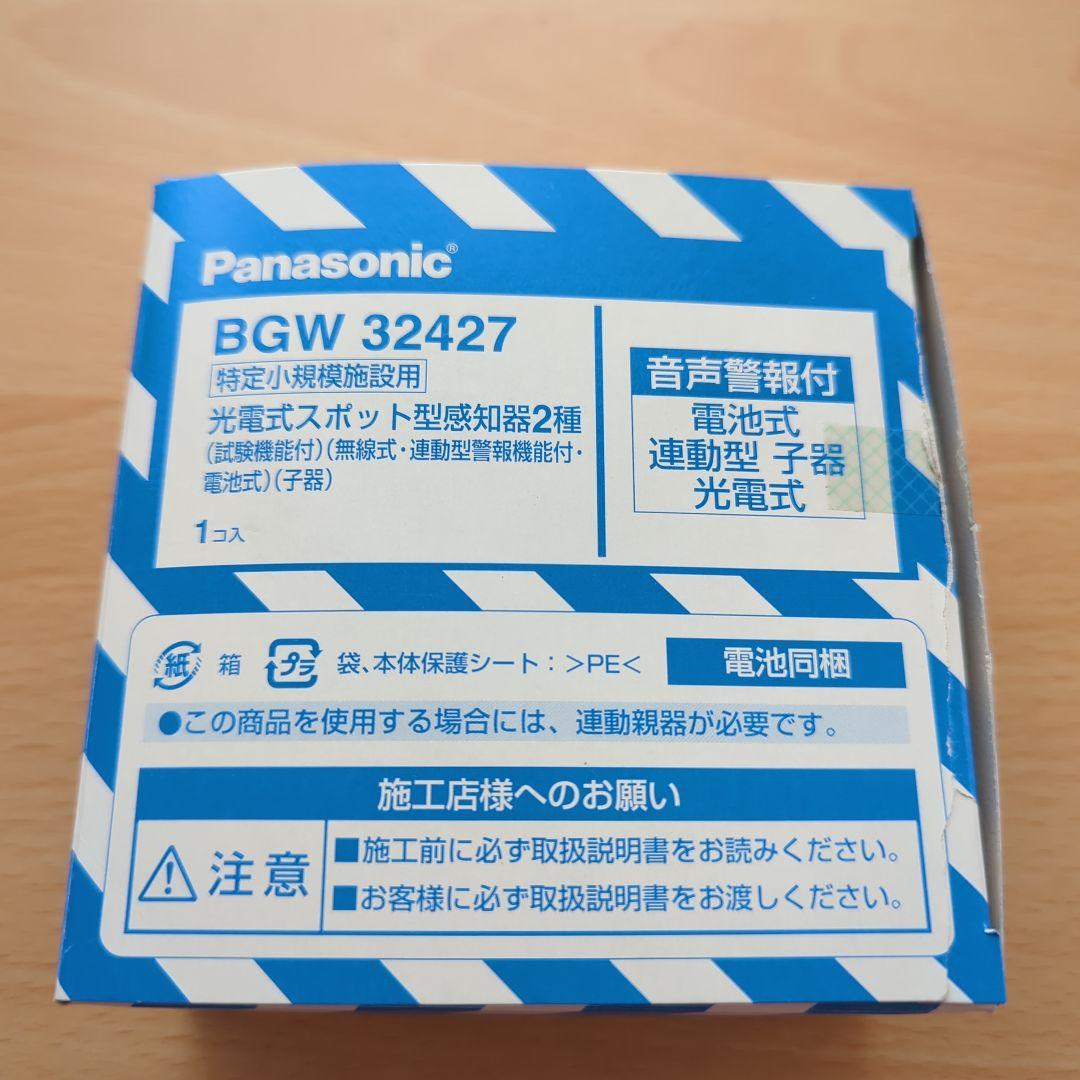 Panasonic®
BGW 32427
特定小規模施設用
光電式スポット型感知器2種
(試験機能付)(無線式・連動型警報機能付・
電池式)(子器)
1コ入
音声警報付
電池式
連動型 子器
光電式
紙 箱 プラ 袋、本体保護シート：>PE<
電池同梱
●この商品を使用する場合には、連動親器が必要です。
施工店様へのお願い
注意
■施工前に必ず取扱説明書をお読みください。
■お客様に必ず取扱説明書をお渡しください。